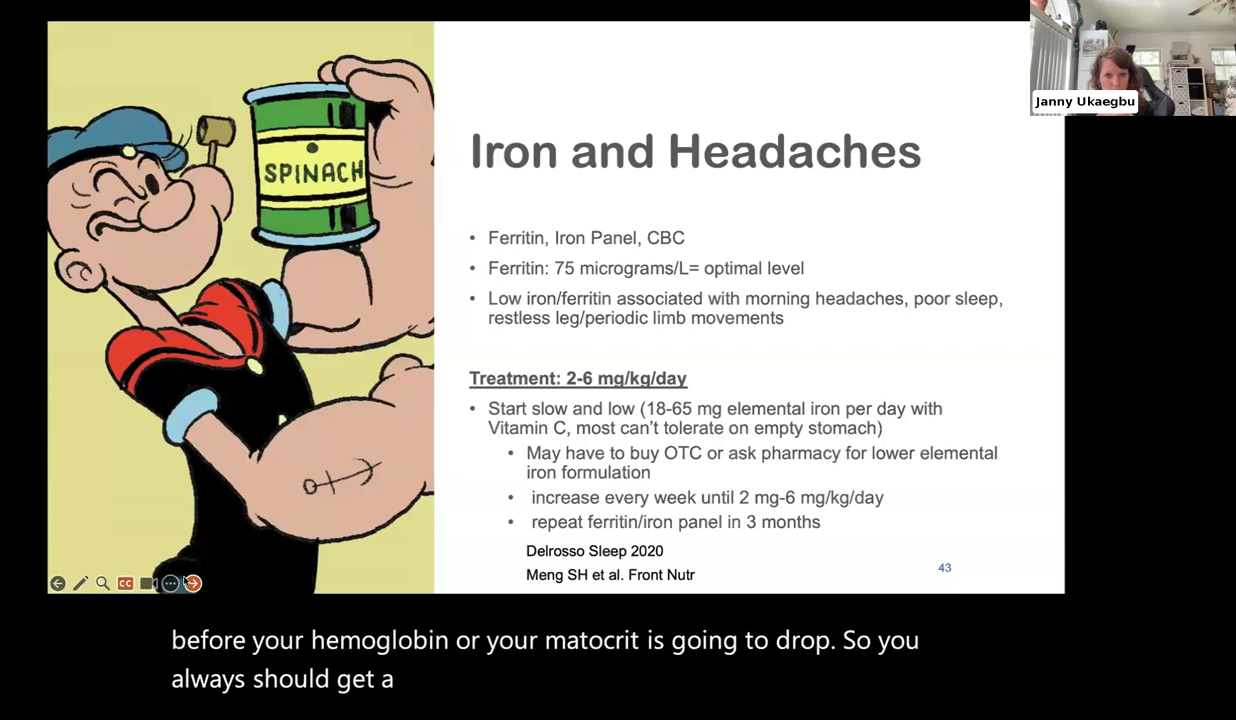 Janny Ukaegbu
SPINACH
Iron and Headaches
• Ferritin, Iron Panel, CBC
• Ferritin: 75 micrograms/L= optimal level
• Low iron/ferritin associated with morning headaches, poor sleep,
restless leg/periodic limb movements
Treatment: 2-6 mg/kg/day
• Start slow and low (18-65 mg elemental iron per day with
Vitamin C, most can't tolerate on empty stomach)
• May have to buy OTC or ask pharmacy for lower elemental
iron formulation
• increase every week until 2 mg-6 mg/kg/day
• repeat ferritin/iron panel in 3 months
Delrosso Sleep 2020
Meng SH et al. Front Nutr
43
CC
before your hemoglobin or your matocrit is going to drop. So you
always should get a